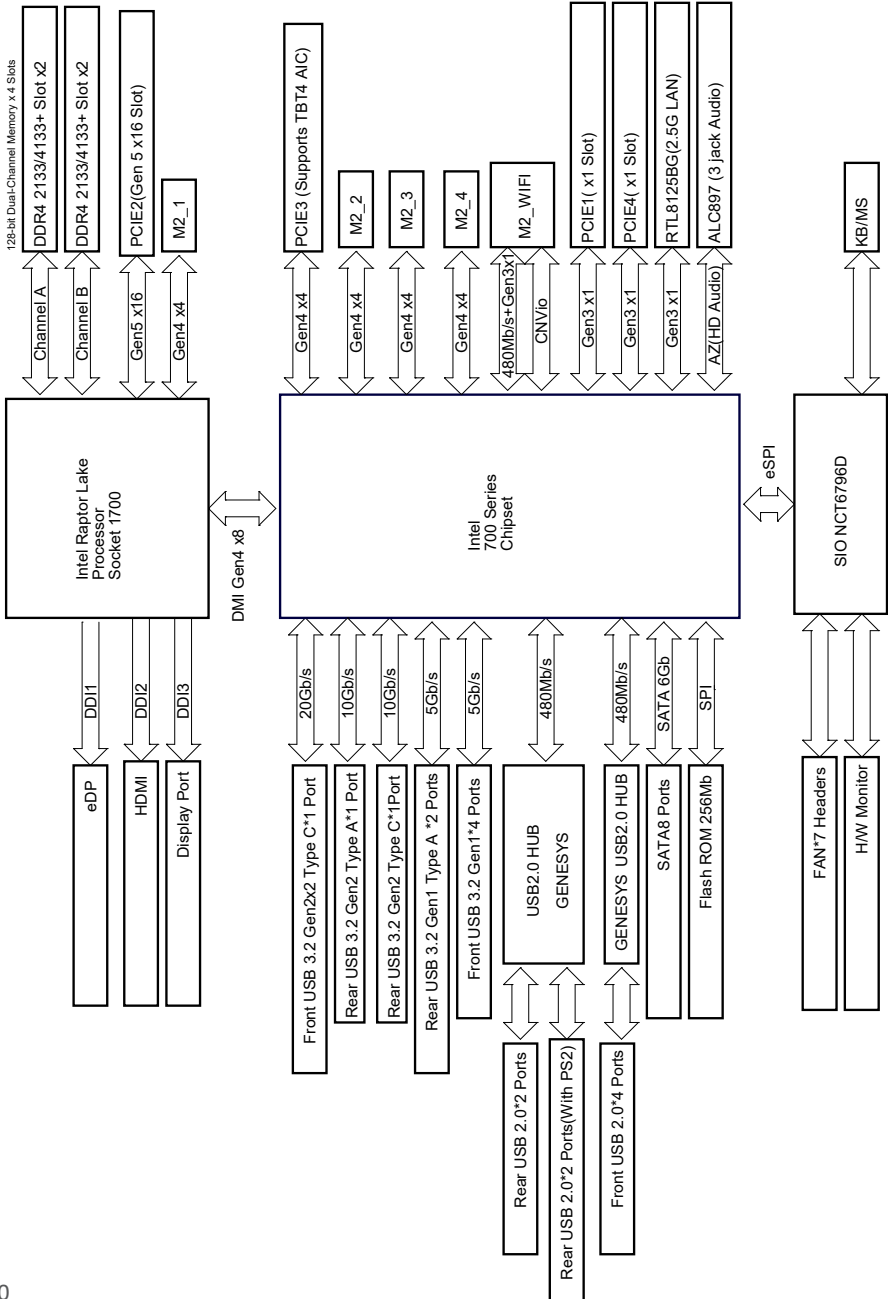 128-bit Dual-Channel Memory x 4 Slots
DDR4 2133/4133+ Slot x2
DDR4 2133/4133+ Slot x2
PCIE2(Gen 5 x16 Slot)
M2_1
Channel A
Channel B
Gen5 x16
Gen4 x4
Intel Raptor Lake
Processor
Socket 1700
DDI1
DDI2
DDI3
eDP
HDMI
Display Port
DMI Gen4 x8
PCIE3 (Supports TBT4 AIC)
M2_2
M2_3
M2_4
M2_WIFI
PCIE1( x1 Slot)
PCIE4( x1 Slot)
RTL8125BG(2.5G LAN)
ALC897 (3 jack Audio)
Gen4 x4
Gen4 x4
Gen4 x4
Gen4 x4
480Mb/s+Gen3x1
CNVio
Gen3 x1
Gen3 x1
Gen3 x1
AZ(HD Audio)
Intel
700 Series
Chipset
20Gb/s
10Gb/s
10Gb/s
5Gb/s
5Gb/s
480Mb/s
480Mb/s
SATA 6Gb
SPI
Front USB 3.2 Gen2x2 Type C*1 Port
Rear USB 3.2 Gen2 Type A*1 Port
Rear USB 3.2 Gen2 Type C*1Port
Rear USB 3.2 Gen1 Type A *2 Ports
Front USB 3.2 Gen1*4 Ports
USB2.0 HUB
GENESYS
GENESYS USB2.0 HUB
SATA8 Ports
Flash ROM 256Mb
Rear USB 2.0*2 Ports
Rear USB 2.0*2 Ports(With PS2)
Front USB 2.0*4 Ports
eSPI
KB/MS
SIO NCT6796D
FAN*7 Headers
H/W Monitor